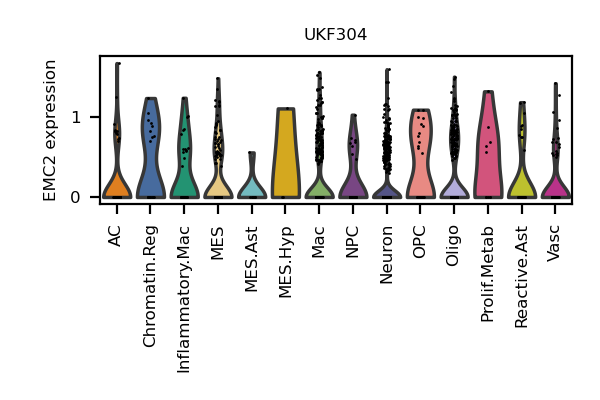 UKF304
EMC2 expression
1
0
AC
Chromatin.Reg
Inflammatory.Mac
MES
MES.Ast
MES.Hyp
Mac
NPC
Neuron
OPC
Oligo
Prolif.Metab
Reactive.Ast
Vasc